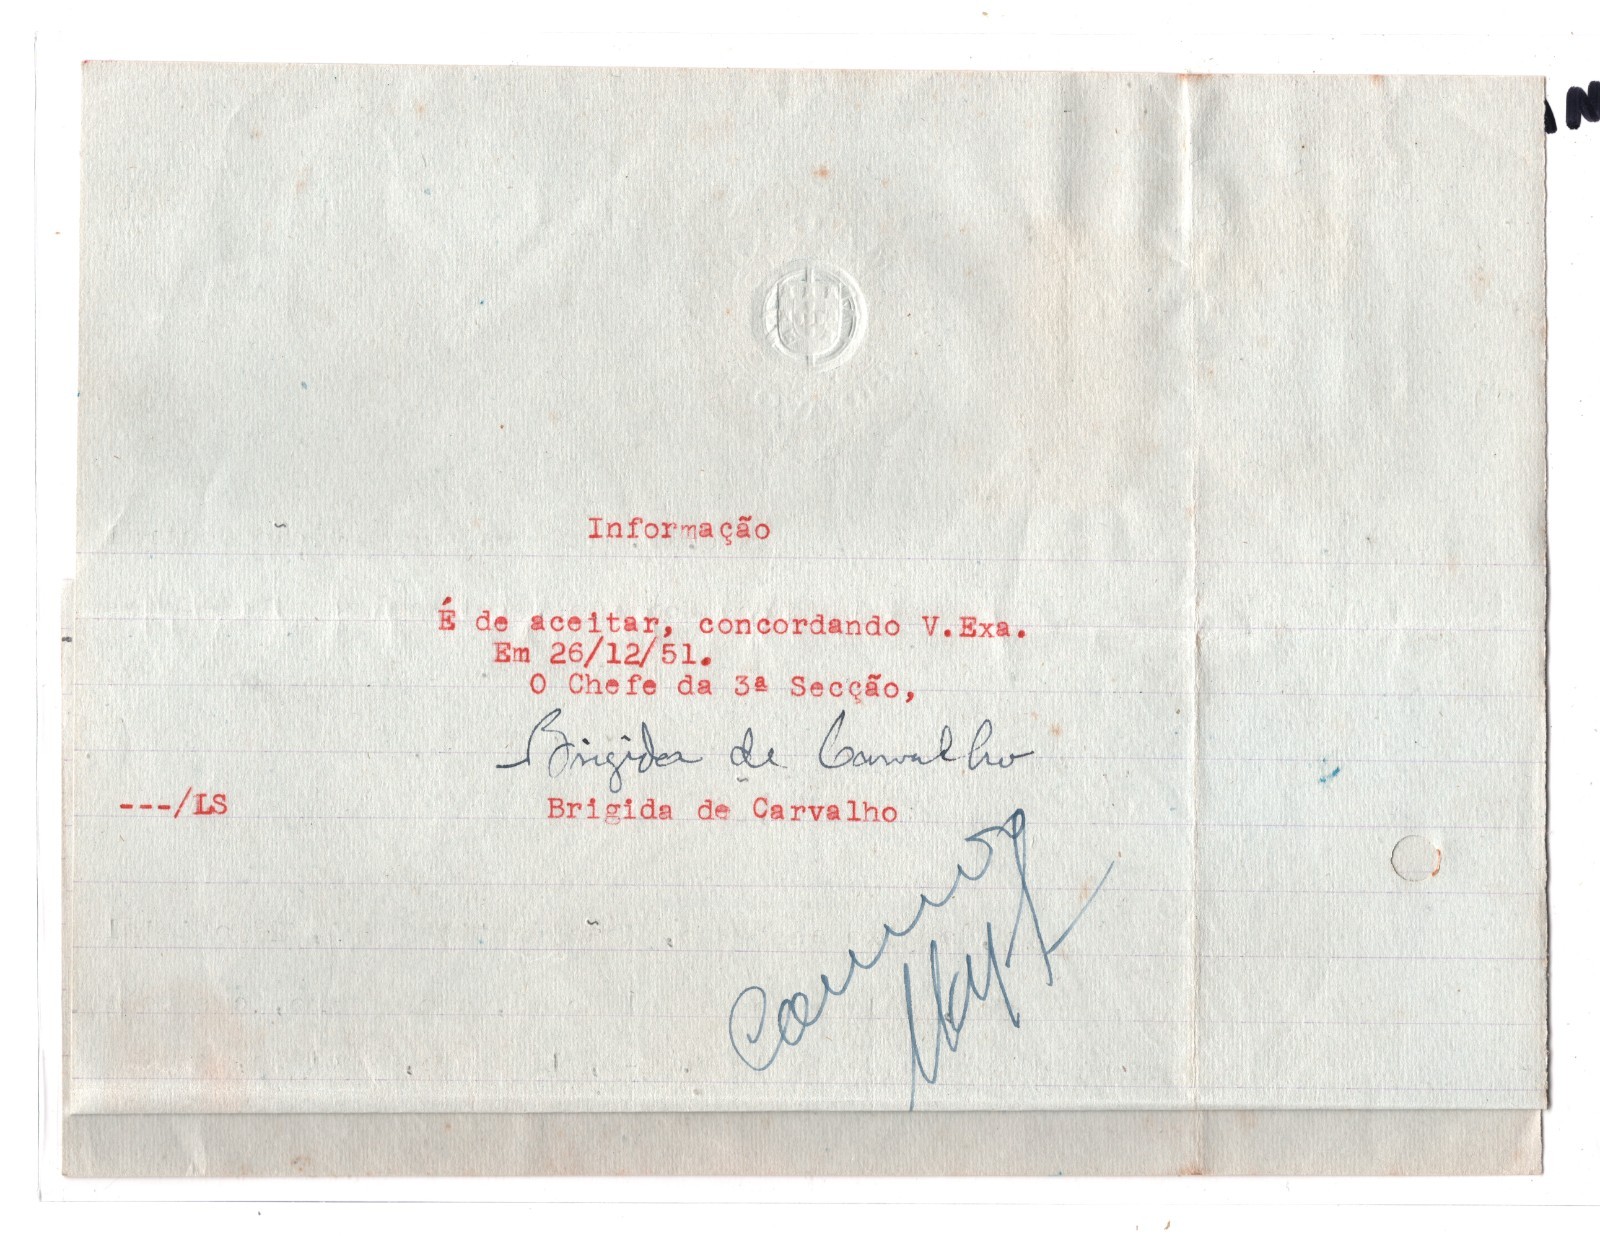 Informação
É de aceitar, concordando V.Exa.
Em 26/12/51.
O Chefe da 3ª Secção,
Brigida de Carvalho
---/LS
Brigida de Carvalho